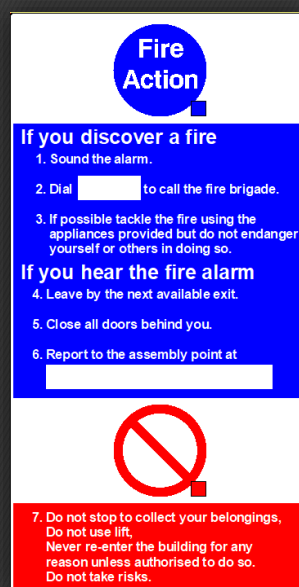 Fire
Action
If you discover a fire
1. Sound the alarm.
2. Dial to call the fire brigade.
3. If possible tackle the fire using the
appliances provided but do not endanger
yourself or others in doing so.
If you hear the fire alarm
4. Leave by the next available exit.
5. Close all doors behind you.
6. Report to the assembly point at
7. Do not stop to collect your belongings,
Do not use lift,
Never re-enter the building for any
reason unless authorised to do so.
Do not take risks.